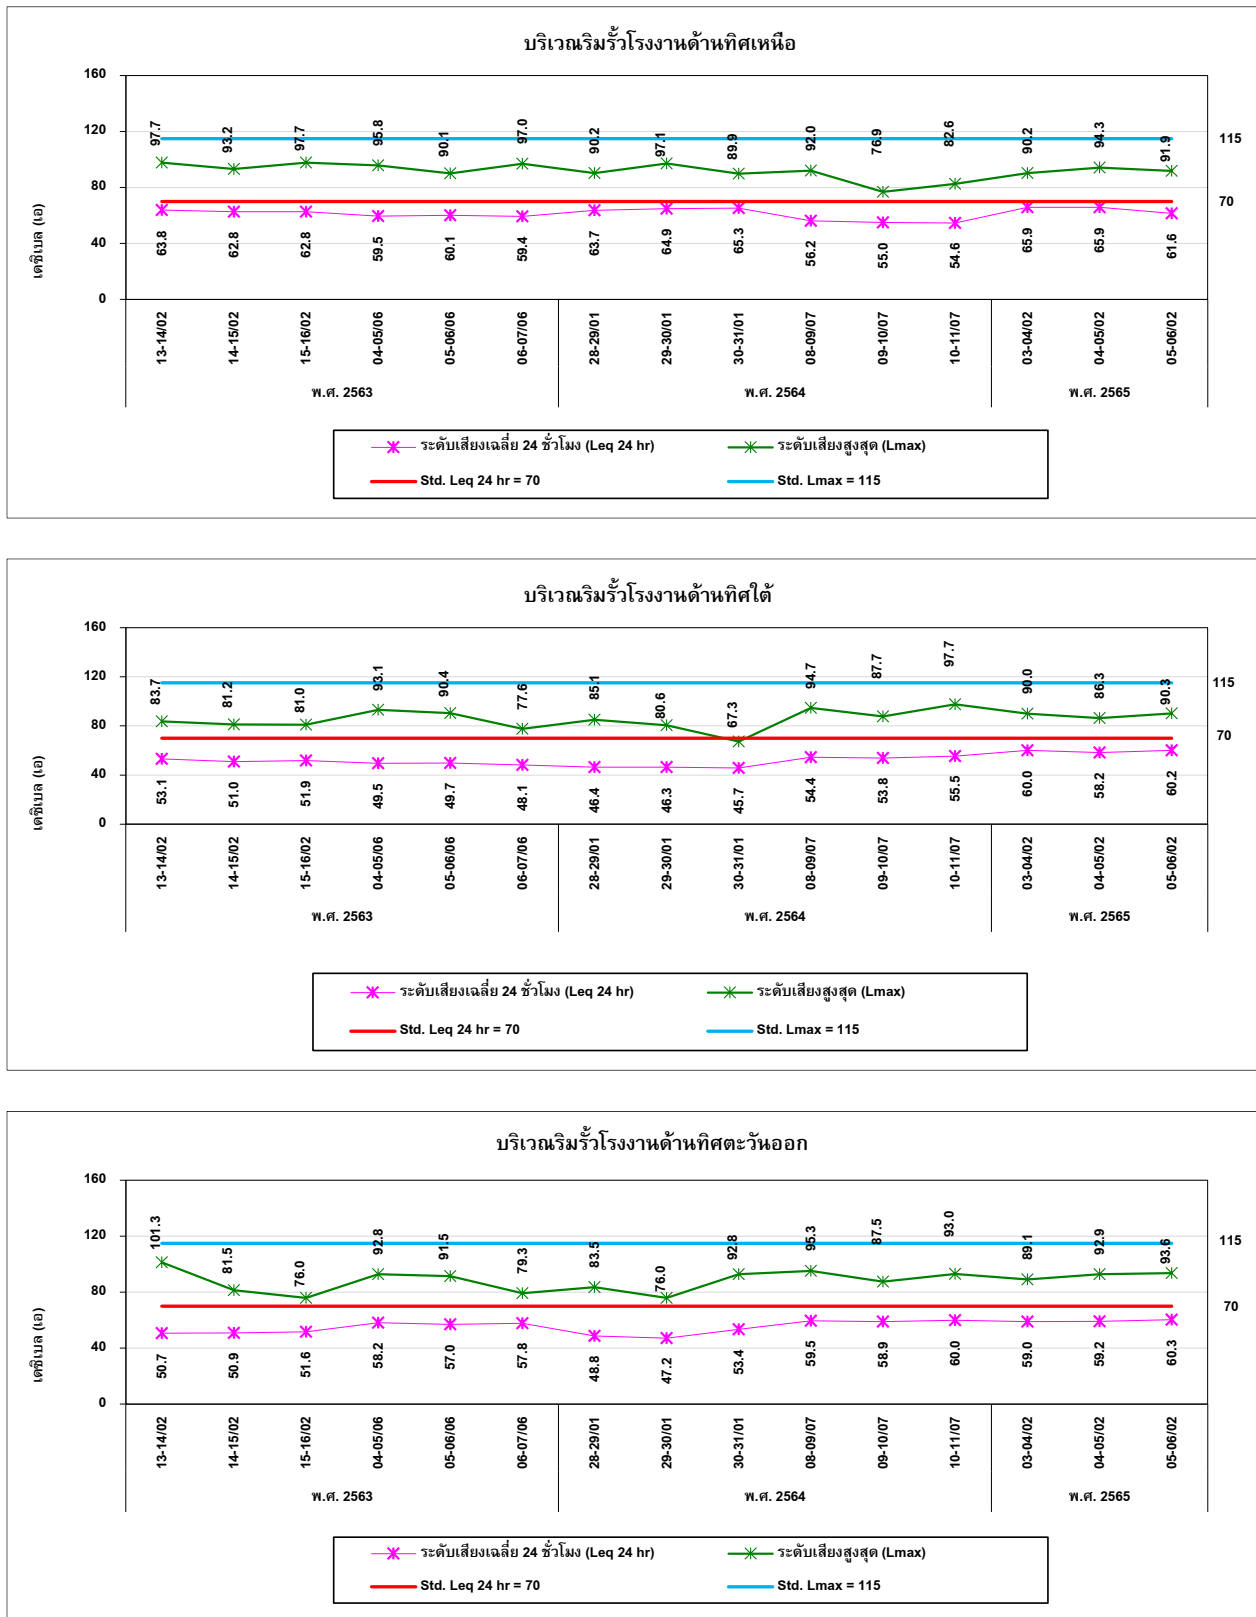 บริเวณริมรั้วโรงงานด้านทิศเหนือ
เดซิเบล (เอ)
160
120
80
40
0
97.7 93.2 97.7 95.8 90.1 97.0 90.2 97.1 89.9 92.0 76.9 82.6 90.2 94.3 91.9
115
70
63.8 62.8 62.8 59.5 60.1 59.4 63.7 64.9 65.3 56.2 55.0 54.6 65.9 65.9 61.6
13-14/02 14-15/02 15-16/02 04-05/06 05-06/06 06-07/06 28-29/01 29-30/01 30-31/01 08-09/07 09-10/07 10-11/07 03-04/02 04-05/02 05-06/02
พ.ศ. 2563 พ.ศ. 2564 พ.ศ. 2565
ระดับเสียงเฉลี่ย 24 ชั่วโมง (Leq 24 hr) ระดับเสียงสูงสุด (Lmax)
Std. Leq 24 hr = 70 Std. Lmax = 115
บริเวณริมรั้วโรงงานด้านทิศใต้
เดซิเบล (เอ)
160
120
80
40
0
83.7 81.2 81.0 93.1 90.4 77.6 85.1 80.6 67.3 94.7 87.7 97.7 90.0 86.3 90.3
115
70
53.1 51.0 51.9 49.5 49.7 48.1 46.4 46.3 45.7 54.4 53.8 55.5 60.0 58.2 60.2
13-14/02 14-15/02 15-16/02 04-05/06 05-06/06 06-07/06 28-29/01 29-30/01 30-31/01 08-09/07 09-10/07 10-11/07 03-04/02 04-05/02 05-06/02
พ.ศ. 2563 พ.ศ. 2564 พ.ศ. 2565
ระดับเสียงเฉลี่ย 24 ชั่วโมง (Leq 24 hr) ระดับเสียงสูงสุด (Lmax)
Std. Leq 24 hr = 70 Std. Lmax = 115
บริเวณริมรั้วโรงงานด้านทิศตะวันออก
เดซิเบล (เอ)
160
120
80
40
0
101.3 81.5 76.0 92.8 91.5 79.3 83.5 76.0 92.8 95.3 87.5 93.0 89.1 92.9 93.6
115
70
50.7 50.9 51.6 58.2 57.0 57.8 48.8 47.2 53.4 59.5 58.9 60.0 59.0 59.2 60.3
13-14/02 14-15/02 15-16/02 04-05/06 05-06/06 06-07/06 28-29/01 29-30/01 30-31/01 08-09/07 09-10/07 10-11/07 03-04/02 04-05/02 05-06/02
พ.ศ. 2563 พ.ศ. 2564 พ.ศ. 2565
ระดับเสียงเฉลี่ย 24 ชั่วโมง (Leq 24 hr) ระดับเสียงสูงสุด (Lmax)
Std. Leq 24 hr = 70 Std. Lmax = 115